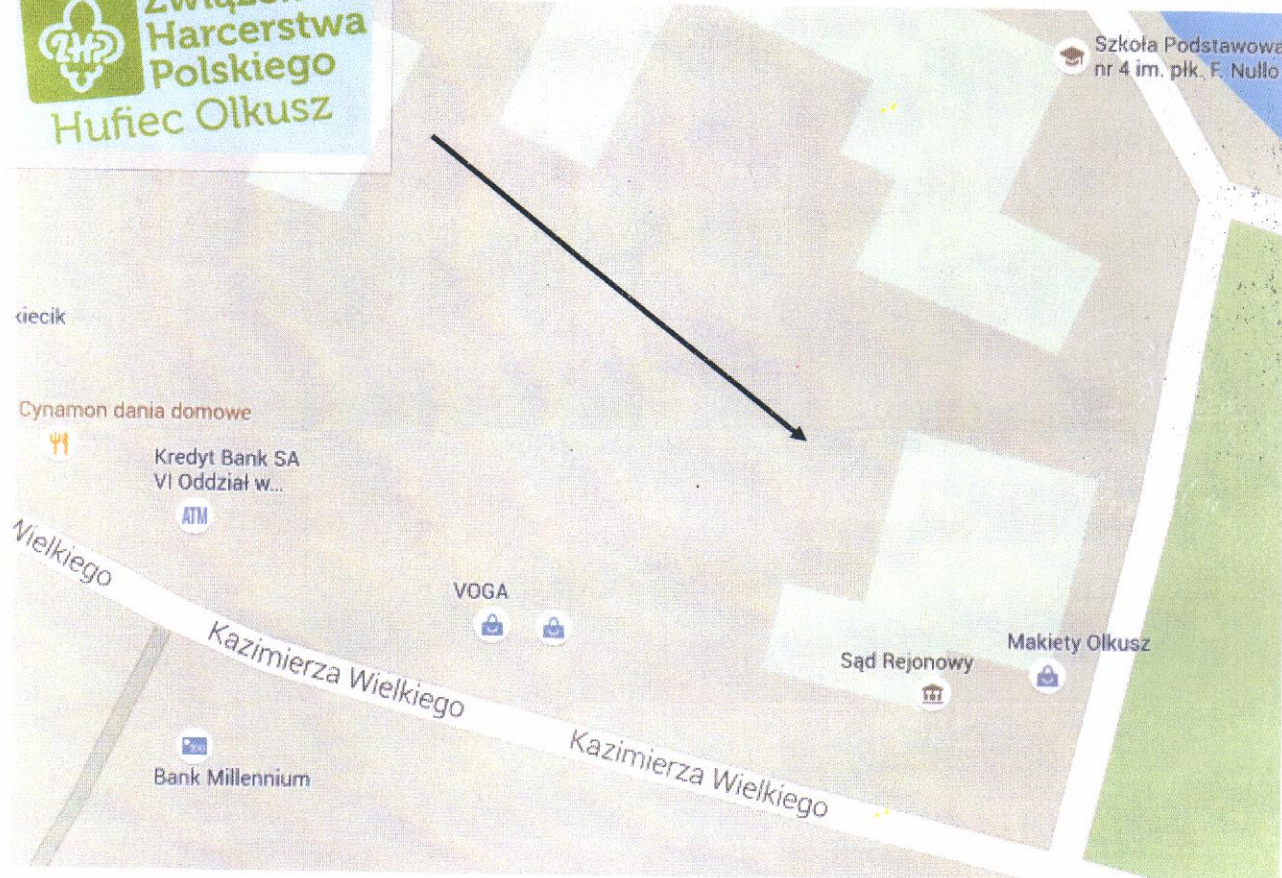 Harcerstwa
Polskiego
Hufiec Olkusz
Szkoła Podstawowa
nr 4 im. płk. F. Nullo
Cynamon dania domowe
Kredyt Bank SA
VI Oddział w...
ATM
Wielkiego
VOGA
Kazimierza Wielkiego
Makiety Olkusz
Sąd Rejonowy
Kazimierza Wielkiego
Bank Millennium